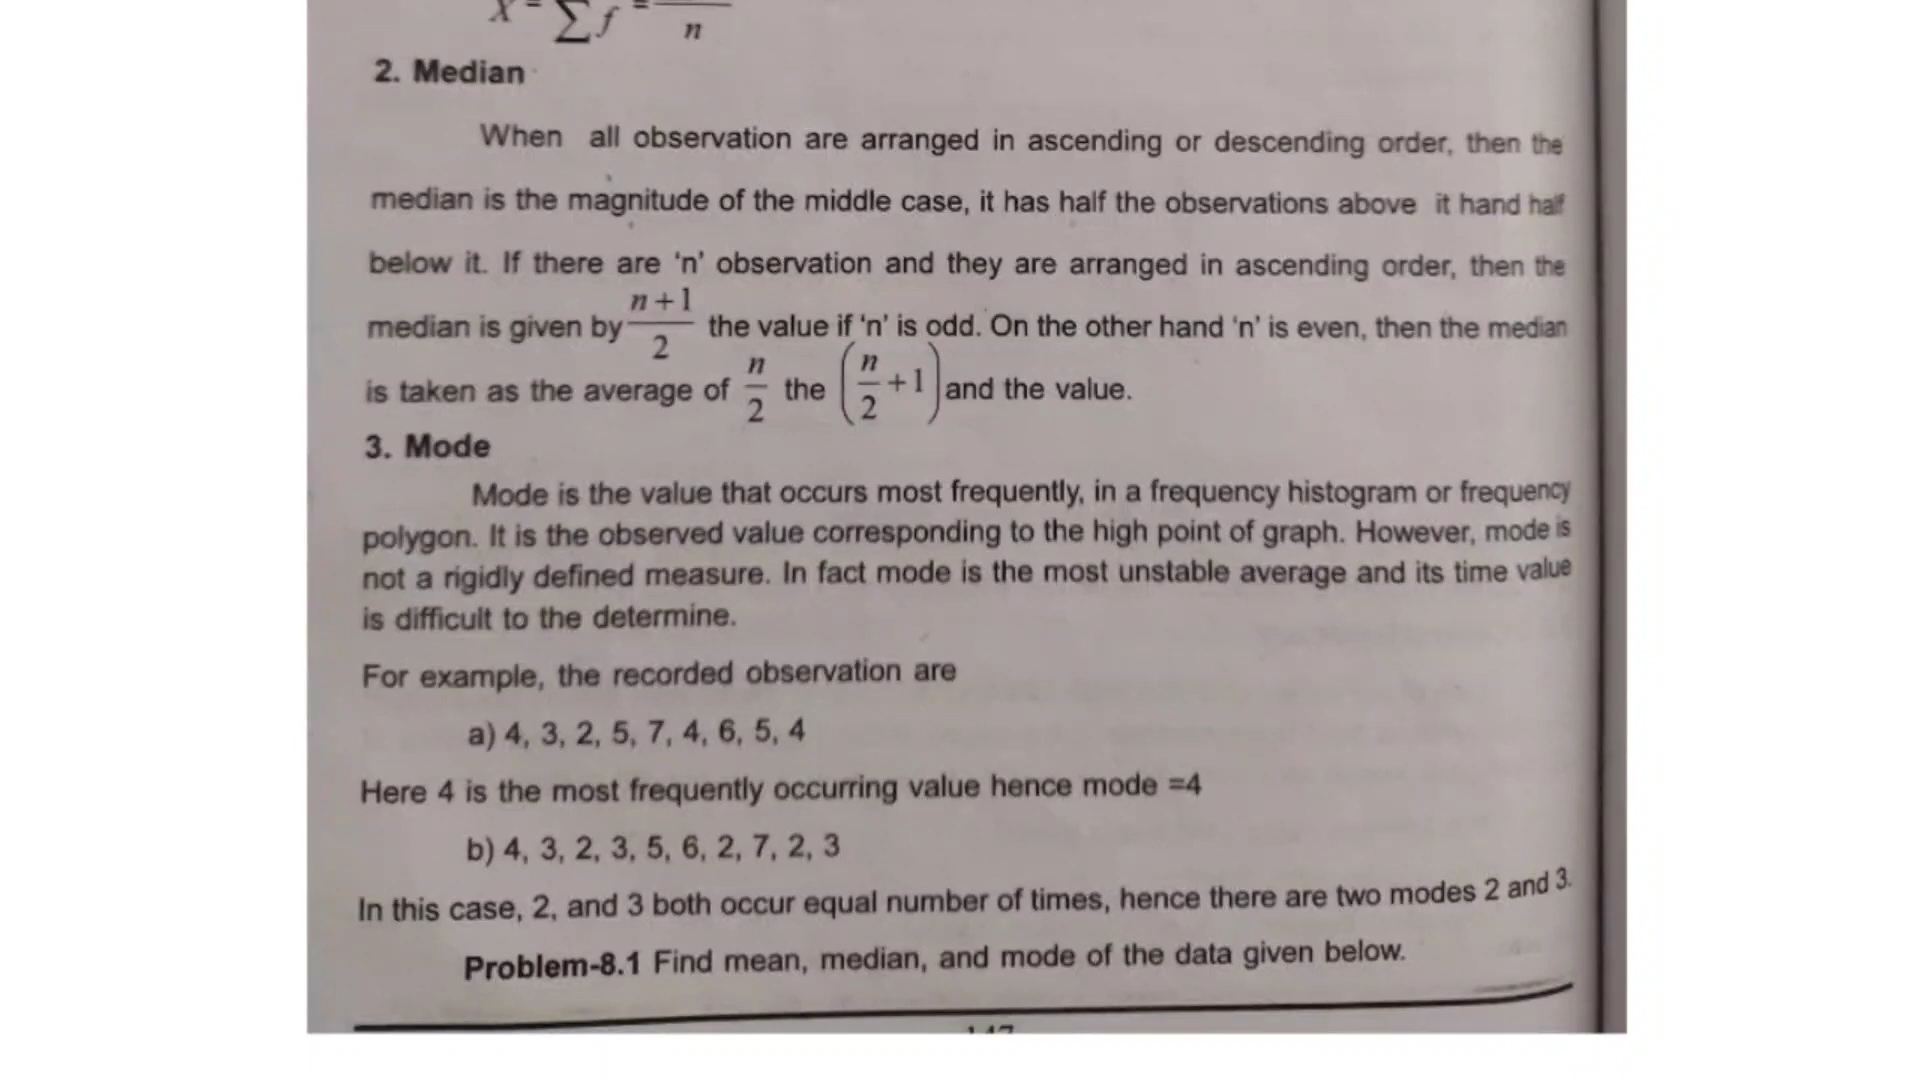 X = ∑f = n
2. Median
When all observation are arranged in ascending or descending order, then the
median is the magnitude of the middle case, it has half the observations above it hand half
below it. If there are 'n' observation and they are arranged in ascending order, then the
median is given by (n+1)/2 the value if 'n' is odd. On the other hand 'n' is even, then the median
is taken as the average of n/2 the (n/2 +1) and the value.
3. Mode
Mode is the value that occurs most frequently, in a frequency histogram or frequency
polygon. It is the observed value corresponding to the high point of graph. However, mode is
not a rigidly defined measure. In fact mode is the most unstable average and its time value
is difficult to the determine.
For example, the recorded observation are
a) 4, 3, 2, 5, 7, 4, 6, 5, 4
Here 4 is the most frequently occurring value hence mode =4
b) 4, 3, 2, 3, 5, 6, 2, 7, 2, 3
In this case, 2, and 3 both occur equal number of times, hence there are two modes 2 and 3.
Problem-8.1 Find mean, median, and mode of the data given below.